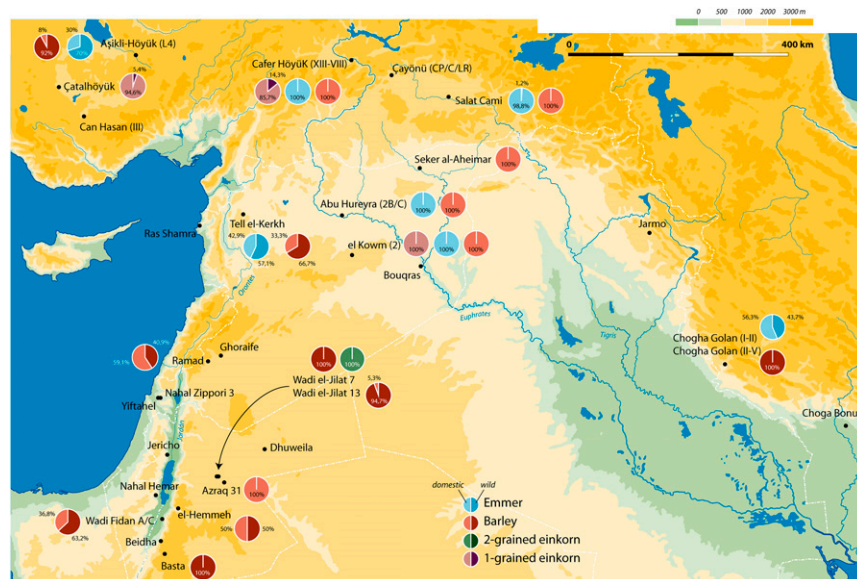 0 500 1000 2000 3000 m
0 400 km
8% 30%
Aşikli-Höyük (L4)
92% 70%
5,4%
Çatalhöyük
94,6%
Can Hasan (III)
Cafer HöyüK (XIII-VIII)
14,3%
85,7% 100% 100%
Çayönü (CP/C/LR)
1,2%
Salat Cami
98,8% 100%
Seker al-Aheimar
100%
Abu Hureyra (2B/C)
100% 100%
Tell el-Kerkh
Ras Shamra
42,9% 33,3%
57,1% 66,7%
el Kowm (2)
100% 100% 100%
Bouqras
Jarmo
Orontes
Euphrates
Tigris
56,3% 43,7%
Chogha Golan (I-II)
Chogha Golan (II-V)
100%
40,9%
59,1%
Ghoraife
Ramad
100% 100%
Wadi el-Jilat 7
5,3%
Wadi el-Jilat 13
94,7%
Nahal Zippori 3
Yiftahel
Choga Bonu
Jordan
Jericho
Dhuweila
Nahal Hemar
Azraq 31
100%
el-Hemmeh
36,8%
Wadi Fidan A/C
63,2%
50% 50%
Beidha
Basta
100%
domestic wild
Emmer
Barley
2-grained einkorn
1-grained einkorn